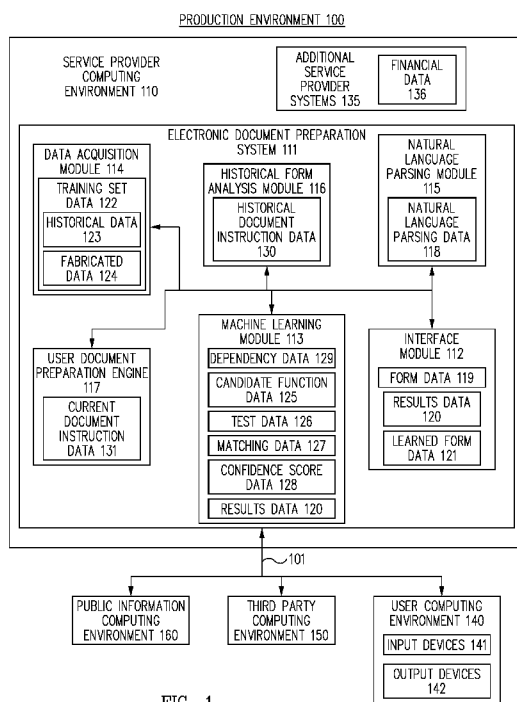 PRODUCTION ENVIRONMENT 100
SERVICE PROVIDER
COMPUTING
ENVIRONMENT 110
ADDITIONAL
SERVICE
PROVIDER
SYSTEMS 135
FINANCIAL
DATA
136
ELECTRONIC DOCUMENT PREPARATION
SYSTEM 111
DATA ACQUISITION
MODULE 114
TRAINING SET
DATA 122
HISTORICAL DATA
123
FABRICATED
DATA 124
HISTORICAL FORM
ANALYSIS MODULE 116
HISTORICAL
DOCUMENT
INSTRUCTION DATA
130
NATURAL
LANGUAGE
PARSING MODULE
115
NATURAL
LANGUAGE
PARSING DATA
118
USER DOCUMENT
PREPARATION ENGINE
117
CURRENT
DOCUMENT
INSTRUCTION
DATA 131
MACHINE LEARNING
MODULE 113
DEPENDENCY DATA 129
CANDIDATE FUNCTION
DATA 125
TEST DATA 126
MATCHING DATA 127
CONFIDENCE SCORE
DATA 128
RESULTS DATA 120
INTERFACE
MODULE 112
FORM DATA 119
RESULTS DATA
120
LEARNED FORM
DATA 121
101
PUBLIC INFORMATION
COMPUTING
ENVIRONMENT 160
THIRD PARTY
COMPUTING
ENVIRONMENT 150
USER COMPUTING
ENVIRONMENT 140
INPUT DEVICES 141
OUTPUT DEVICES
142